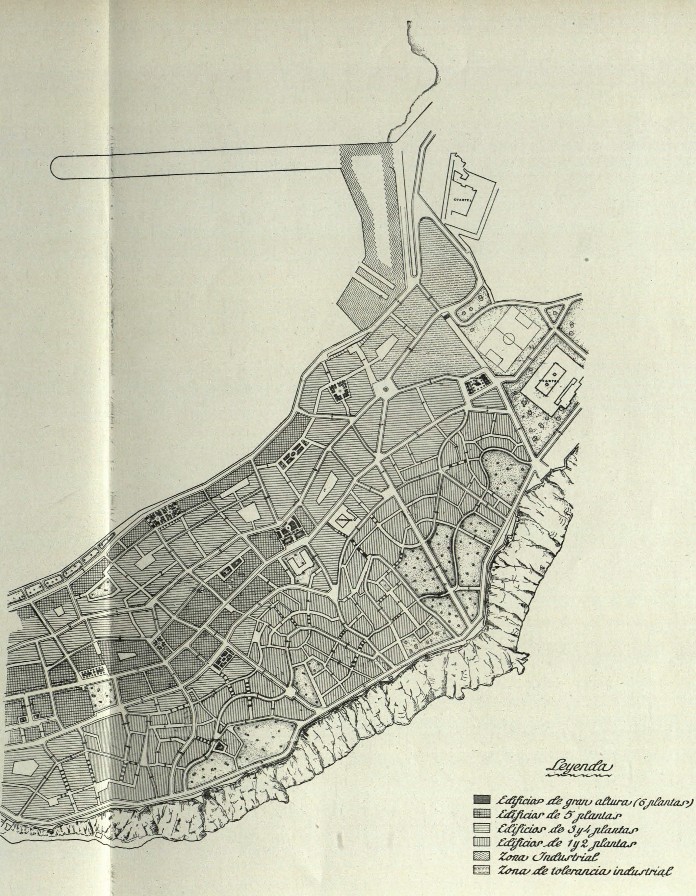 CUARTEL
CUARTEL
Leyenda
Edificios de gran altura (6 plantas)
Edificios de 5 plantas
Edificios de 3 y 4 plantas
Edificios de 1 y 2 plantas
Zona Industrial
Zona de tolerancia industrial